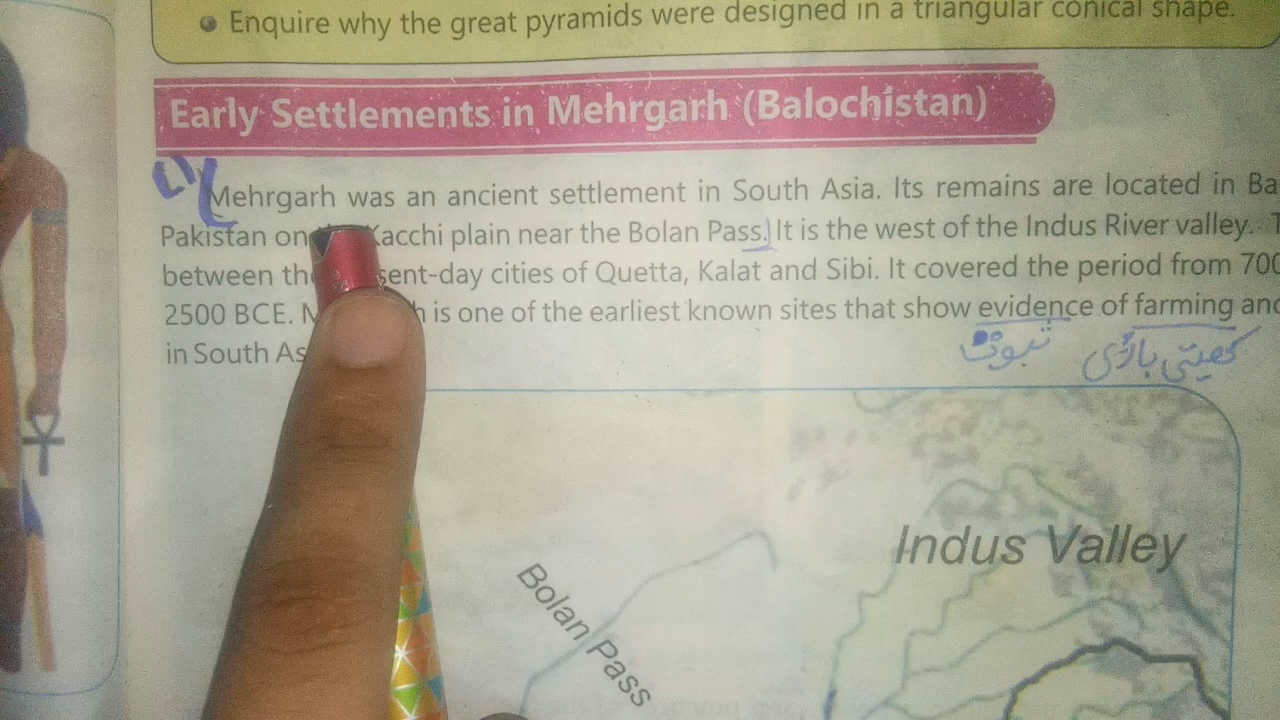 Enquire why the great pyramids were designed in a triangular conical shape.
Early Settlements in Mehrgarh (Balochistan)
Mehrgarh was an ancient settlement in South Asia. Its remains are located in
Pakistan on Kacchi plain near the Bolan Pass. It is the west of the Indus River valley.
between sent-day cities of Quetta, Kalat and Sibi. It covered the period from
2500 BCE. is one of the earliest known sites that show evidence of farming and
ثبوت کھیتی باڑی
in South
Indus Valley
Bolan Pass